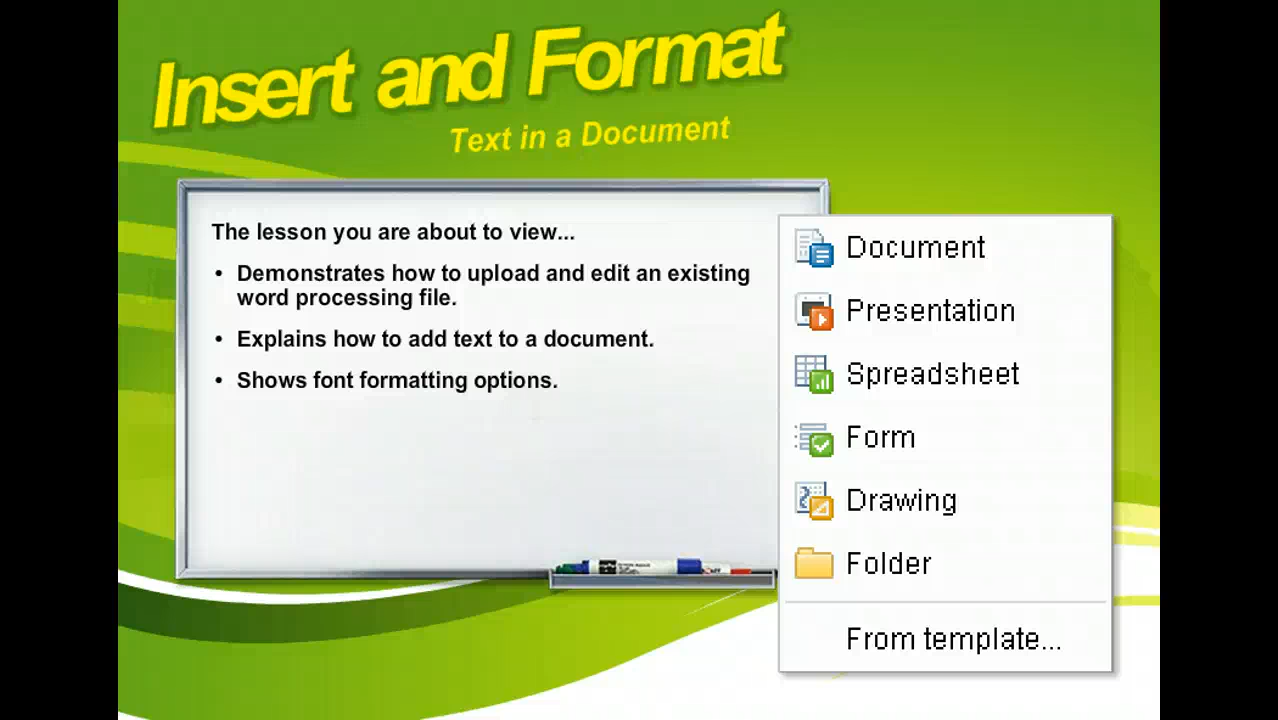 Insert and Format
Text in a Document
The lesson you are about to view...
• Demonstrates how to upload and edit an existing
word processing file.
• Explains how to add text to a document.
• Shows font formatting options.
Document
Presentation
Spreadsheet
Form
Drawing
Folder
From template...